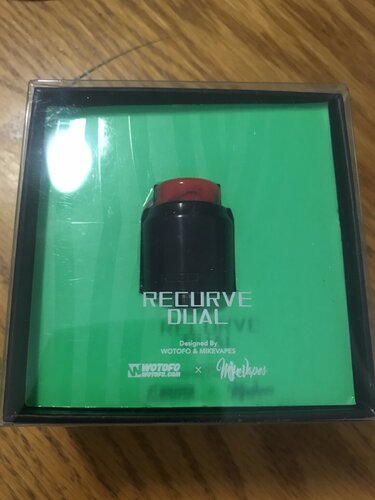 RECURVE
DUAL
Designed By
WOTOFO & MIKEVAPES
WOTOFO
WOTOFO.COM
×
MikeVapes